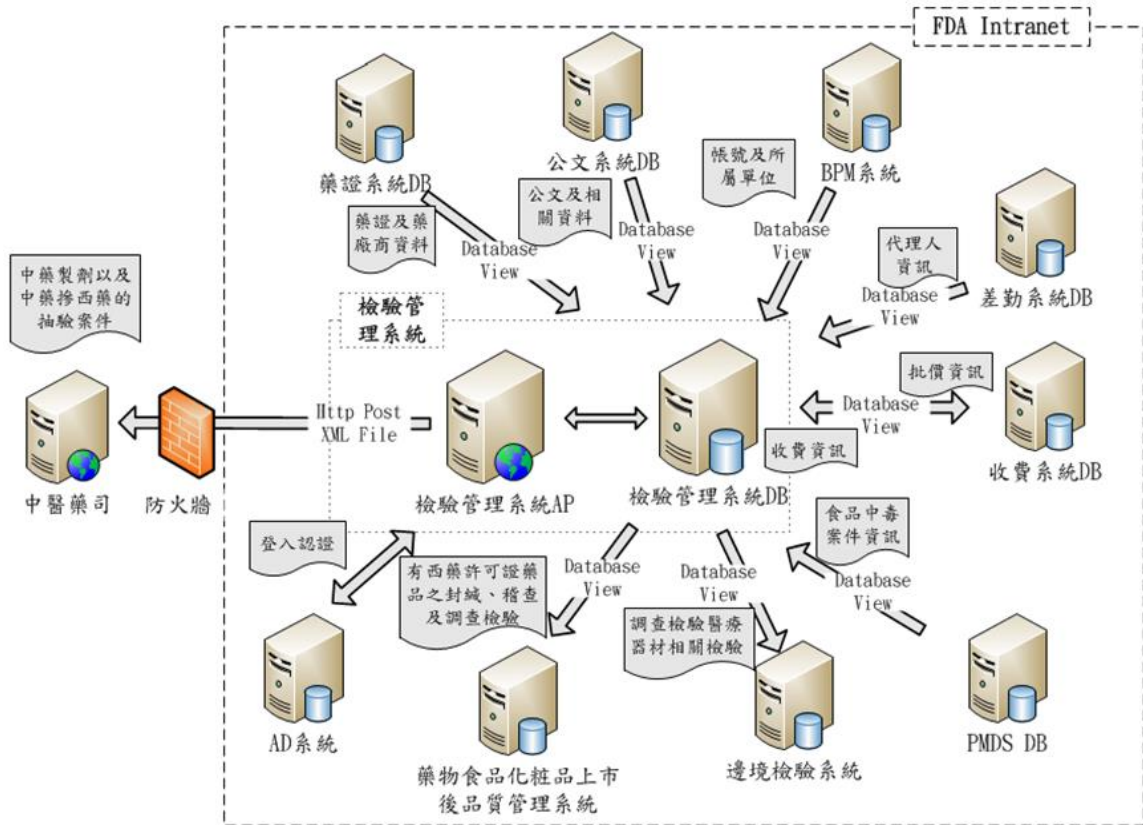 FDA Intranet
藥證系統DB
公文系統DB
BPM系統
藥證及藥
廠商資料
Database
View
公文及相
關資料
Database
View
帳號及所
屬單位
Database
View
代理人
資訊
Database
View
差勤系統DB
中藥製劑以及
中藥摻西藥的
抽驗案件
檢驗管
理系統
批價資訊
Database
View
收費資訊
收費系統DB
Http Post
XML File
中醫藥司
防火牆
檢驗管理系統AP
檢驗管理系統DB
登入認證
有西藥許可證藥
品之封緘、稽查
及調查檢驗
Database
View
Database
View
調查檢驗醫療
器材相關檢驗
食品中毒
案件資訊
Database
View
AD系統
藥物食品化粧品上市
後品質管理系統
邊境檢驗系統
PMDS DB